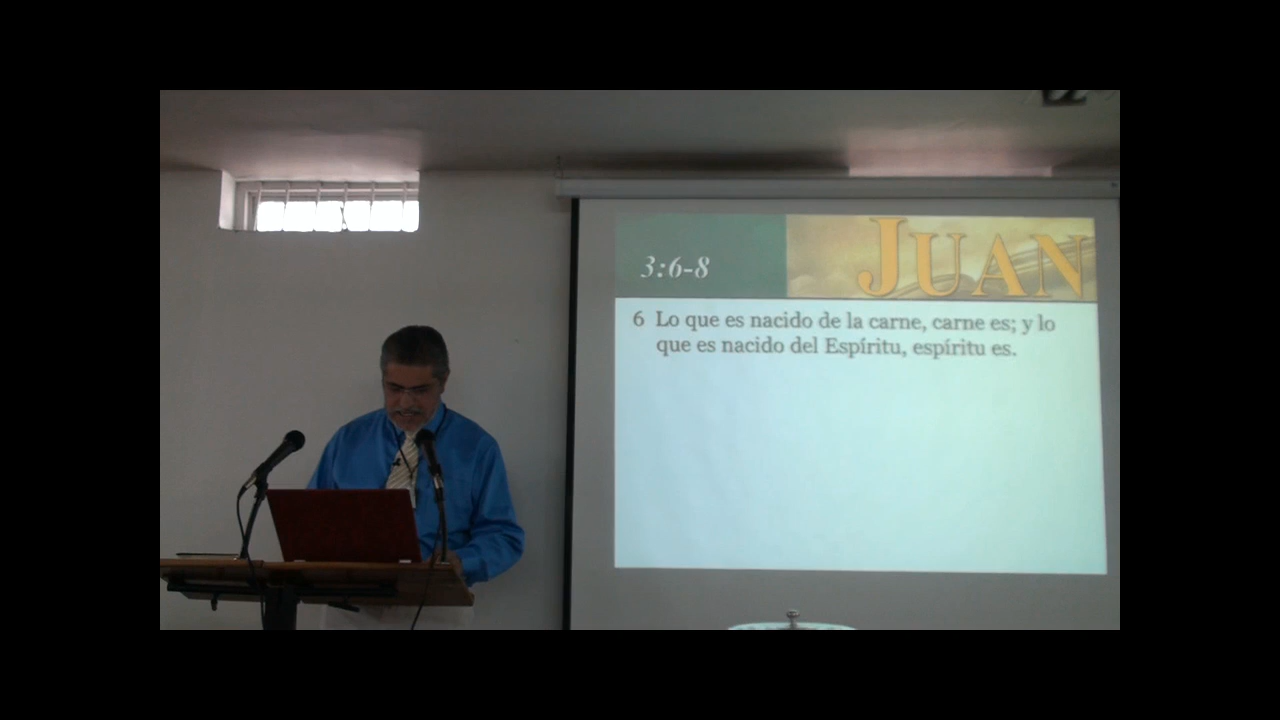 3:6-8
JUAN
6 Lo que es nacido de la carne, carne es; y lo
que es nacido del Espíritu, espíritu es.